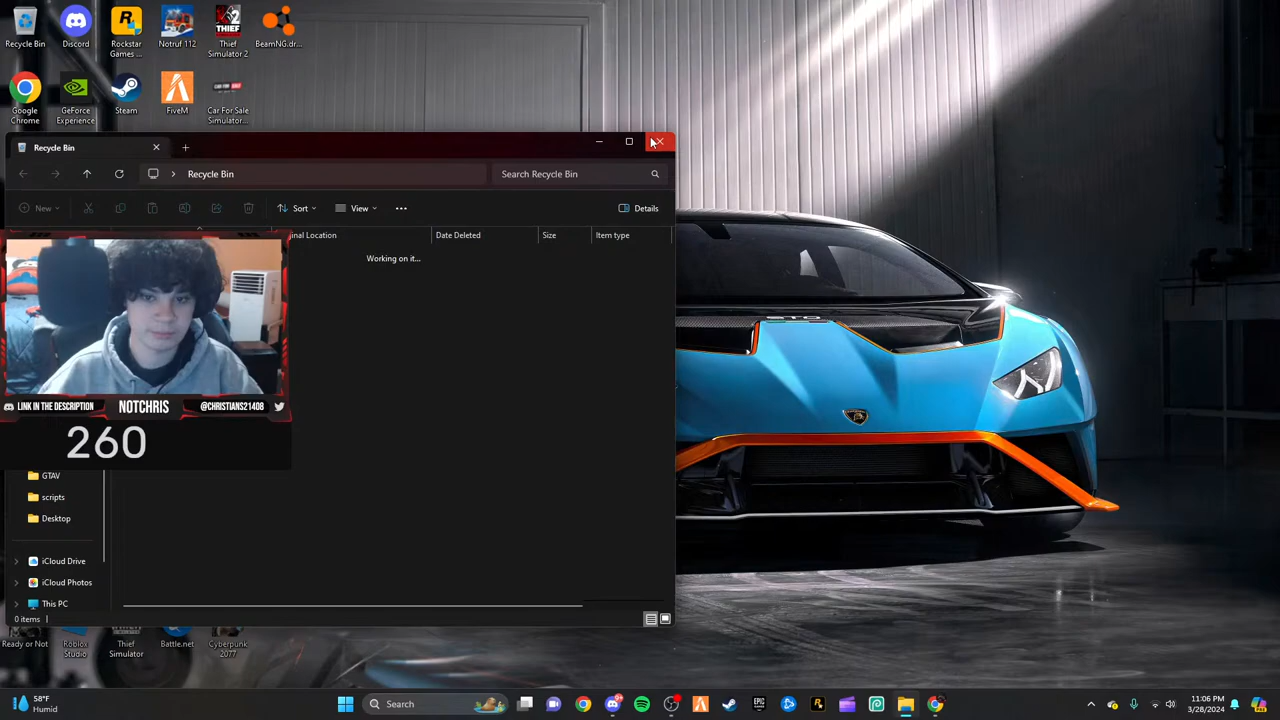 Recycle Bin
Discord
Rockstar Games ...
Notruf 112
Thief Simulator 2
BeamNG.dr...
Google Chrome
GeForce Experience
Steam
FiveM
Car For Sale Simulator...
Recycle Bin
Recycle Bin
Search Recycle Bin
New
Sort
View
Details
inal Location
Date Deleted
Size
Item type
Working on it...
LINK IN THE DESCRIPTION
NOTCHRIS
@CHRISTIANS21408
260
GTAV
scripts
Desktop
iCloud Drive
iCloud Photos
This PC
0 items
Ready or Not
Roblox Studio
Thief Simulator
Battle.net
Cyberpunk 2077
58°F
Humid
Search
11:06 PM
3/28/2024